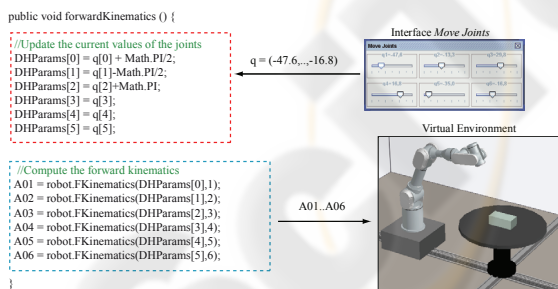 public void forwardKinematics () {
//Update the current values of the joints
DHParams[0] = q[0] + Math.PI/2;
DHParams[1] = q[1]-Math.PI/2;
DHParams[2] = q[2]+Math.PI;
DHParams[3] = q[3];
DHParams[4] = q[4];
DHParams[5] = q[5];
q = (-47.6,..,-16.8)
Interface Move Joints
Move Joints
//Compute the forward kinematics
A01 = robot.FKinematics(DHParams[0],1);
A02 = robot.FKinematics(DHParams[1],2);
A03 = robot.FKinematics(DHParams[2],3);
A04 = robot.FKinematics(DHParams[3],4);
A05 = robot.FKinematics(DHParams[4],5);
A06 = robot.FKinematics(DHParams[5],6);
}
A01..A06
Virtual Environment